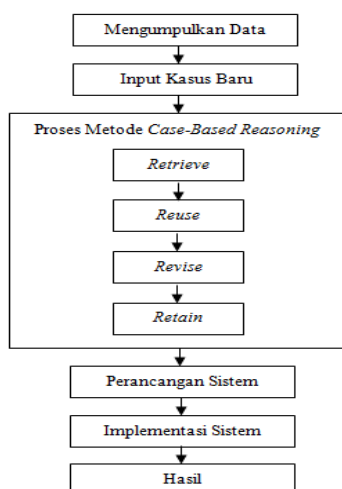 Mengumpulkan Data
Input Kasus Baru
Proses Metode Case-Based Reasoning
Retrieve
Reuse
Revise
Retain
Perancangan Sistem
Implementasi Sistem
Hasil